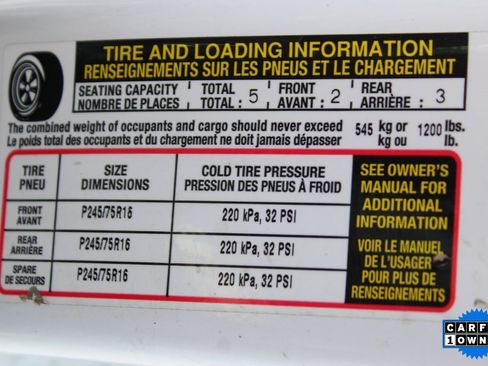 TIRE AND LOADING INFORMATION
RENSEIGNEMENTS SUR LES PNEUS ET LE CHARGEMENT
SEATING CAPACITY TOTAL FRONT REAR
NOMBRE DE PLACES TOTAL : 5 AVANT : 2 ARRIÈRE : 3
The combined weight of occupants and cargo should never exceed 545 kg or 1200 lbs.
Le poids total des occupants et du chargement ne doit jamais dépasser kg ou lb.
TIRE SIZE COLD TIRE PRESSURE
PNEU DIMENSIONS PRESSION DES PNEUS À FROID
FRONT
AVANT P245/75R16 220 kPa, 32 PSI
REAR
ARRIÈRE P245/75R16 220 kPa, 32 PSI
SPARE
DE SECOURS P245/75R16 220 kPa, 32 PSI
SEE OWNER'S
MANUAL FOR
ADDITIONAL
INFORMATION
VOIR LE MANUEL
DE L'USAGER
POUR PLUS DE
RENSEIGNEMENTS
CARF
1 OWN